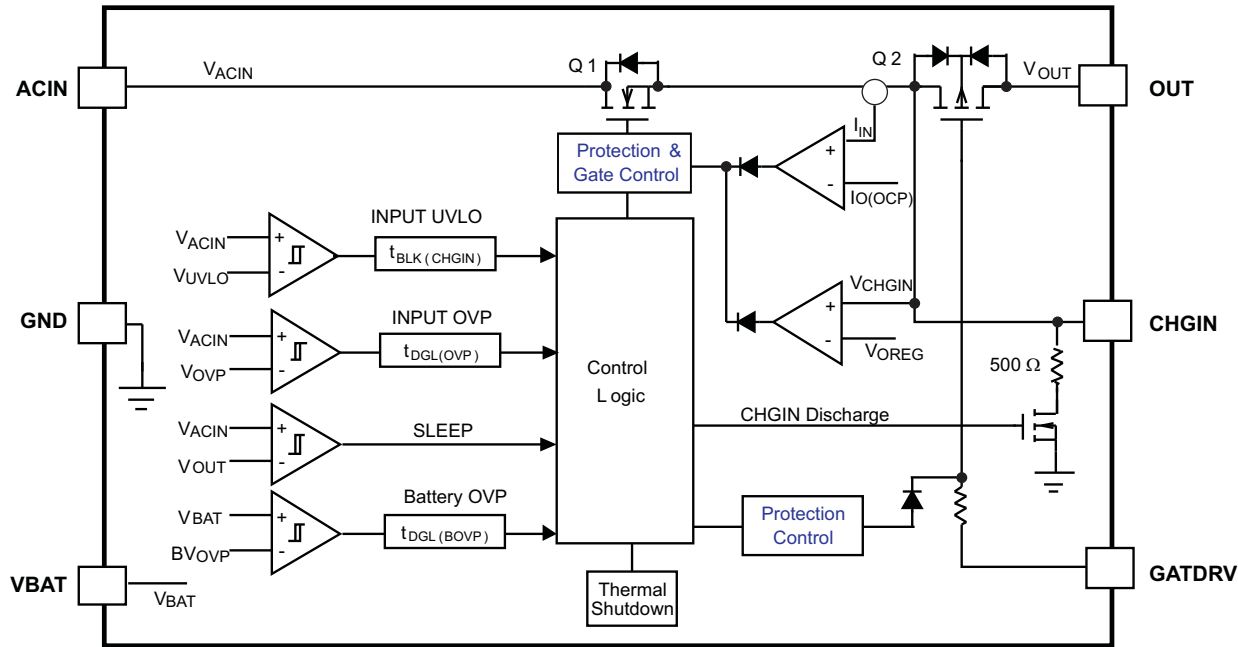 ACIN
VACIN
Q 1
Q 2
VOUT
OUT
IIN
+
-
IO(OCP)
Protection &
Gate Control
INPUT UVLO
VACIN
+
VUVLO
-
tBLK (CHGIN)
GND
INPUT OVP
VACIN
+
VOVP
-
tDGL(OVP)
VCHGIN
+
VOREG
-
CHGIN
500 Ω
Control
Logic
VACIN
+
VOUT
-
SLEEP
CHGIN Discharge
Battery OVP
VBAT
+
BVOVP
-
tDGL (BOVP)
Protection
Control
VBAT
VBAT
Thermal
Shutdown
GATDRV